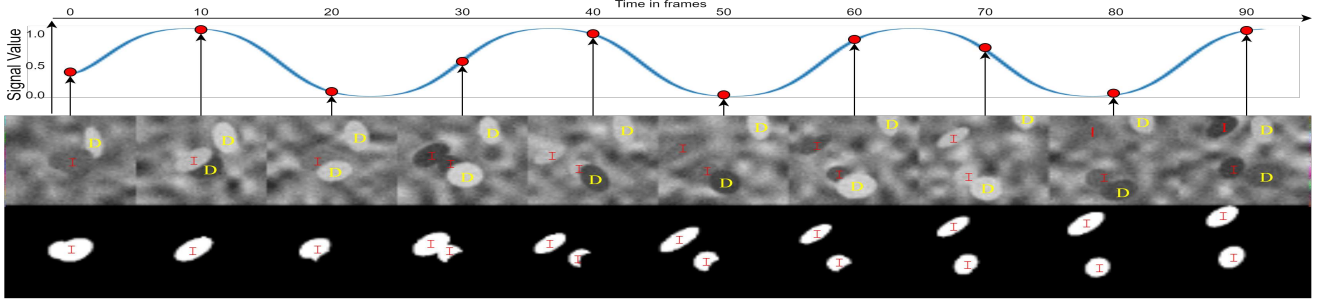 Time in frames
0 10 20 30 40 50 60 70 80 90
Signal Value
1.0
0.5
0.0
D D D D D D D D D D
I I D I D I I D I I D I I D I I D I I D I I D I I D
I I I I I I I I I I I I I I I I I